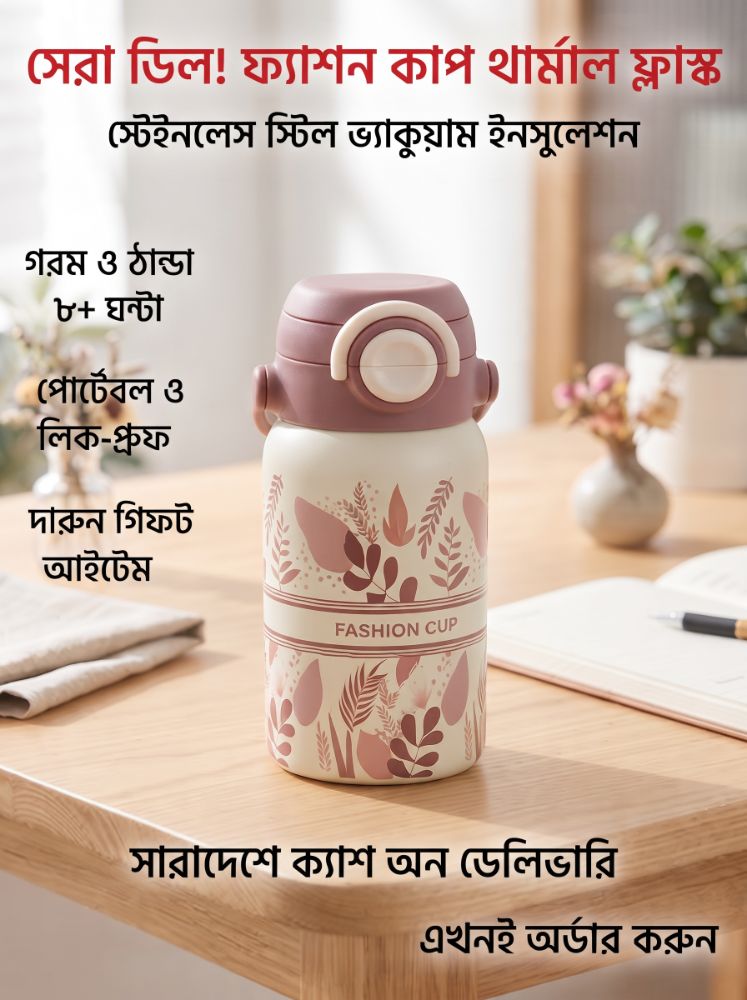 সেরা ডিল! ফ্যাশন কাপ থার্মাল ফ্লাস্ক
স্টেইনলেস স্টিল ভ্যাকুয়াম ইনসুলেশন
গরম ও ঠান্ডা
৮+ ঘন্টা
পোর্টেবল ও
লিক-প্রুফ
দারুন গিফট
আইটেম
FASHION CUP
সারাদেশে ক্যাশ অন ডেলিভারি
এখনই অর্ডার করুন